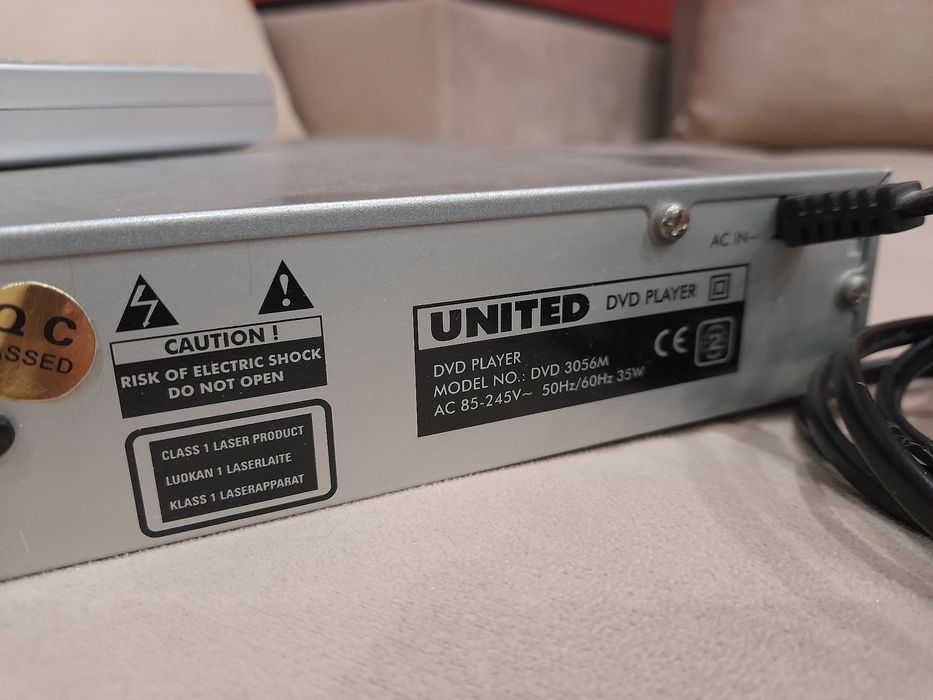 Q C
ASSED
CAUTION !
RISK OF ELECTRIC SHOCK
DO NOT OPEN
CLASS 1 LASER PRODUCT
LUOKAN 1 LASERLAITE
KLASS 1 LASERAPPARAT
AC IN~
UNITED DVD PLAYER
DVD PLAYER
MODEL NO.: DVD 3056M
AC 85-245V~ 50Hz/60Hz 35W
CE
2